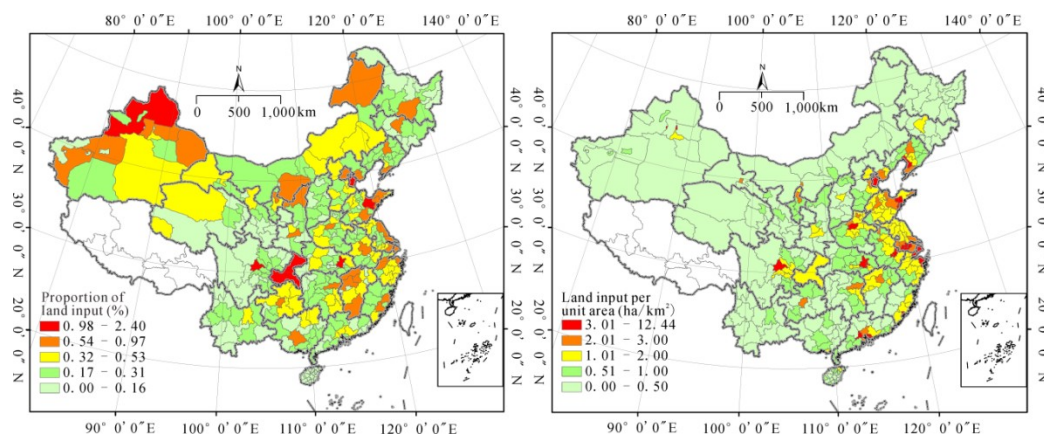 80° 0′0″E
100° 0′0″E
120° 0′0″E
140° 0′0″E
N
0
500
1,000km
40° 0′0″N
30° 0′0″N
20° 0′0″N
40° 0′0″N
30° 0′0″N
20° 0′0″N
Proportion of
land input (%)
0.98 - 2.40
0.54 - 0.97
0.32 - 0.53
0.17 - 0.31
0.00 - 0.16
90° 0′0″E
100° 0′0″E
110° 0′0″E
120° 0′0″E
80° 0′0″E
100° 0′0″E
120° 0′0″E
140° 0′0″E
N
0
500
1,000km
40° 0′0″N
30° 0′0″N
20° 0′0″N
40° 0′0″N
30° 0′0″N
20° 0′0″N
Land input per
unit area (ha/km²)
3.01 - 12.44
2.01 - 3.00
1.01 - 2.00
0.51 - 1.00
0.00 - 0.50
90° 0′0″E
100° 0′0″E
110° 0′0″E
120° 0′0″E